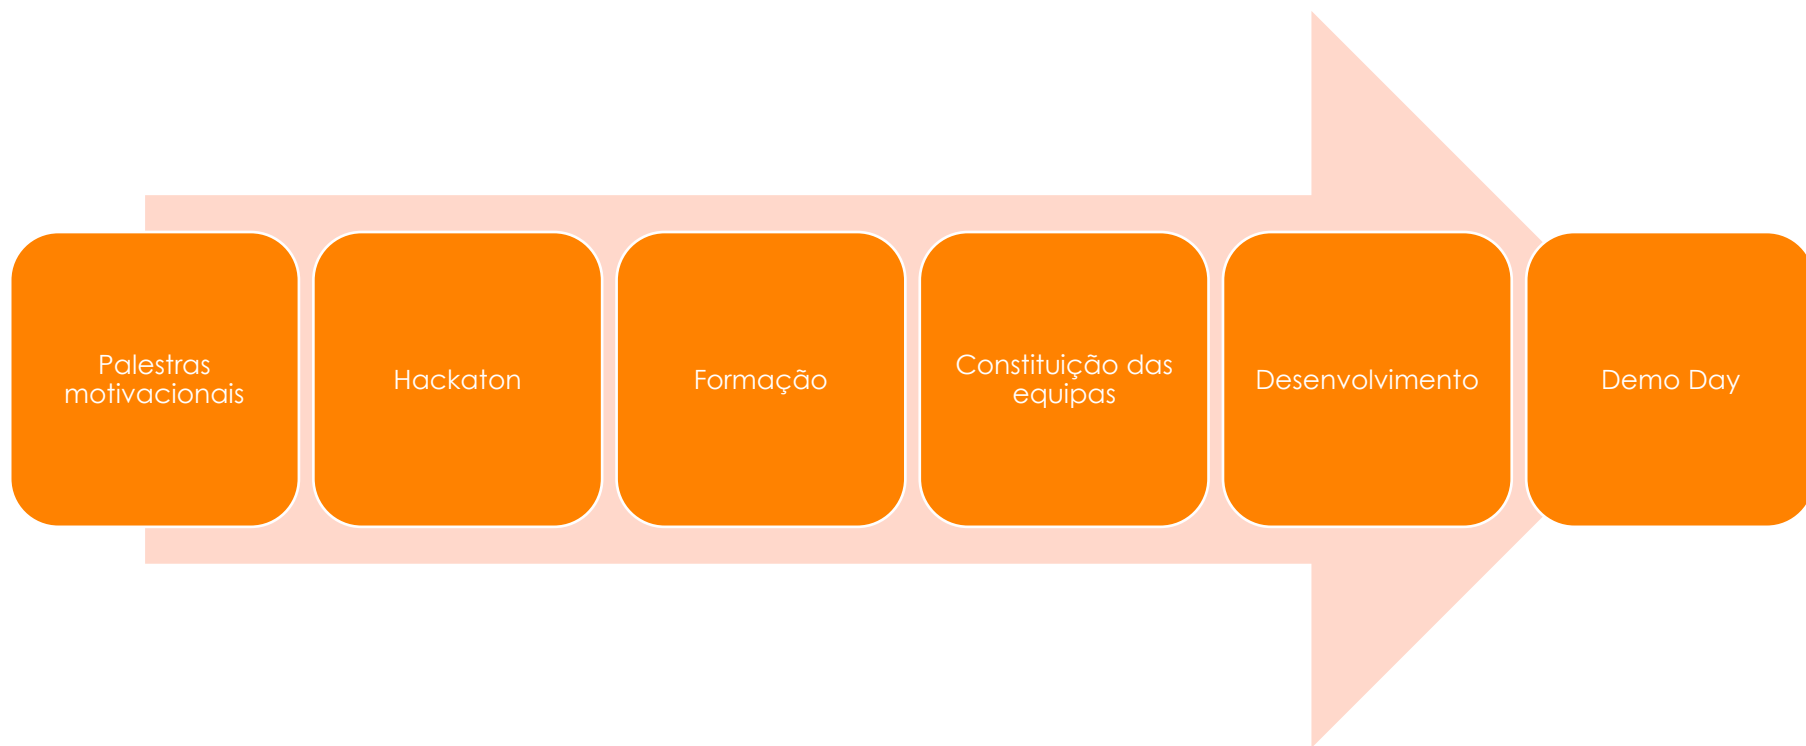 Palestras
motivacionais
Hackaton
Formação
Constituição das
equipas
Desenvolvimento
Demo Day